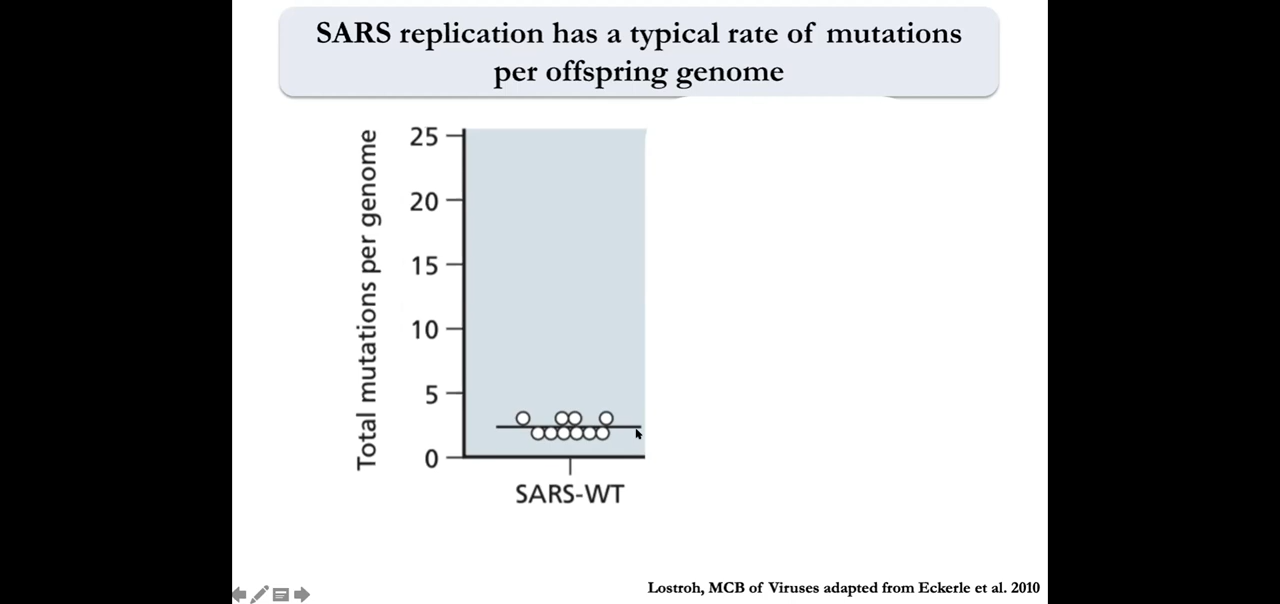 SARS replication has a typical rate of mutations
per offspring genome
Total mutations per genome
25
20
15
10
5
0
SARS-WT
Lostroh, MCB of Viruses adapted from Eckerle et al. 2010